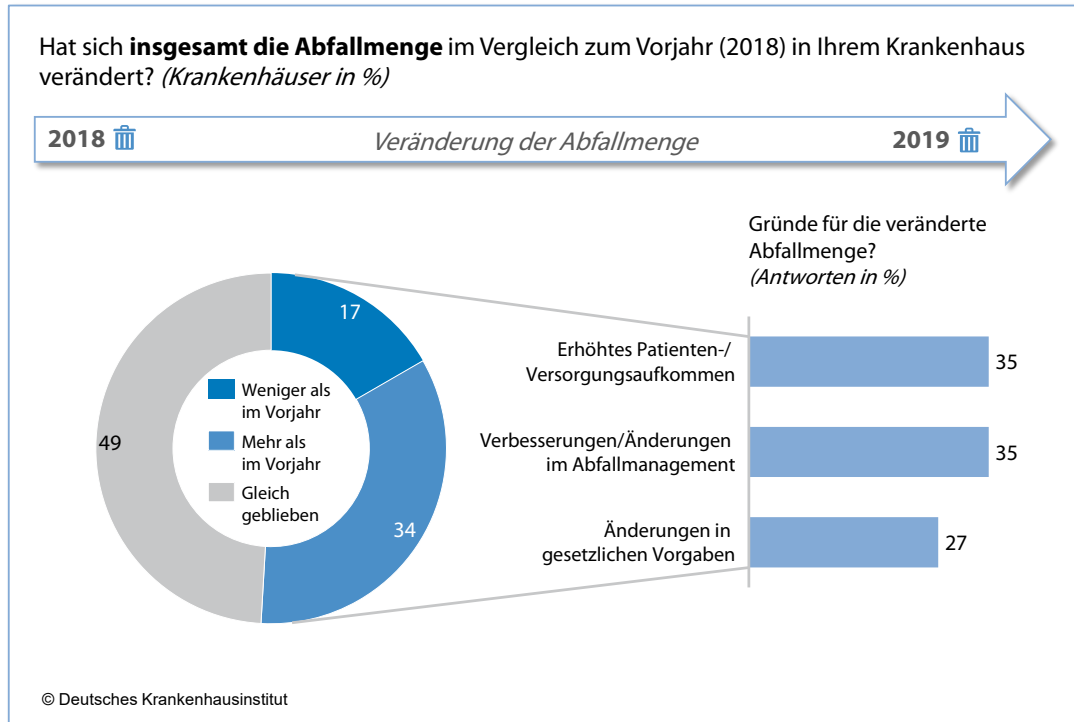 Hat sich insgesamt die Abfallmenge im Vergleich zum Vorjahr (2018) in Ihrem Krankenhaus
verändert? (Krankenhäuser in %)
2018 Veränderung der Abfallmenge 2019
Gründe für die veränderte
Abfallmenge?
(Antworten in %)
17
49
34
Weniger als
im Vorjahr
Mehr als
im Vorjahr
Gleich
geblieben
Erhöhtes Patienten-/
Versorgungsaufkommen
35
Verbesserungen/Änderungen
im Abfallmanagement
35
Änderungen in
gesetzlichen Vorgaben
27
© Deutsches Krankenhausinstitut